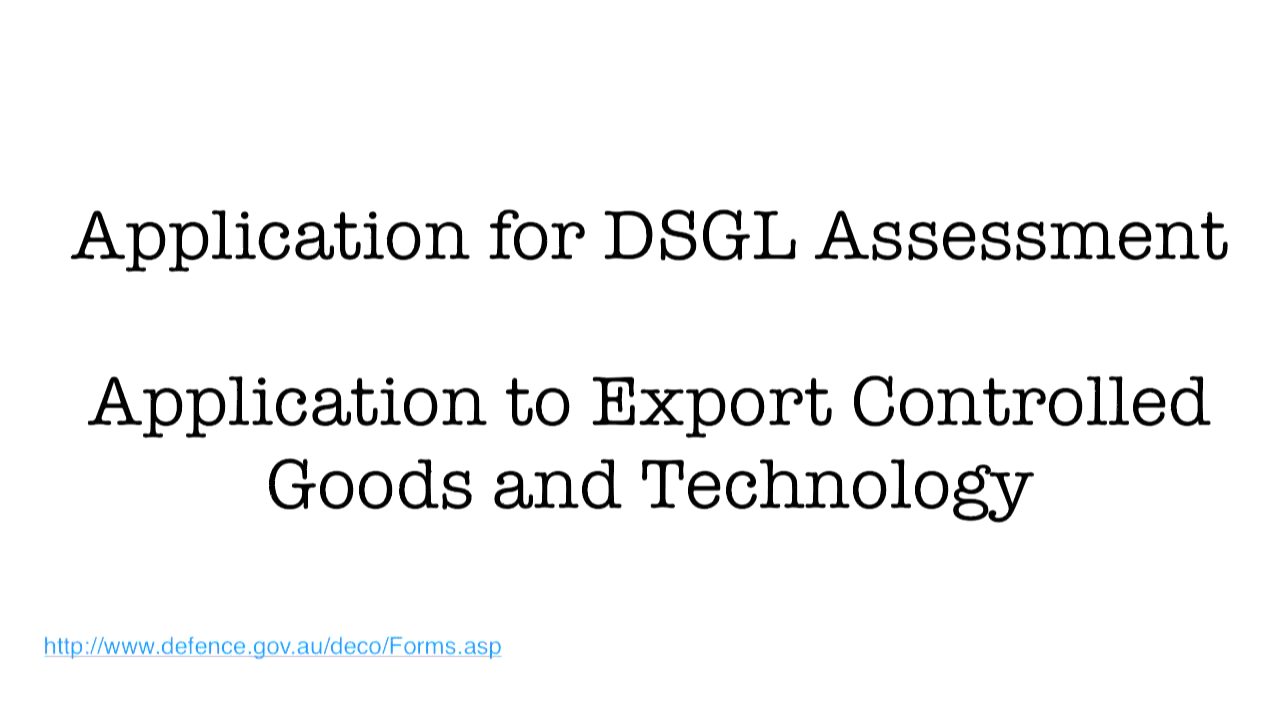 Application for DSGL Assessment
Application to Export Controlled
Goods and Technology
http://www.defence.gov.au/deco/Forms.asp